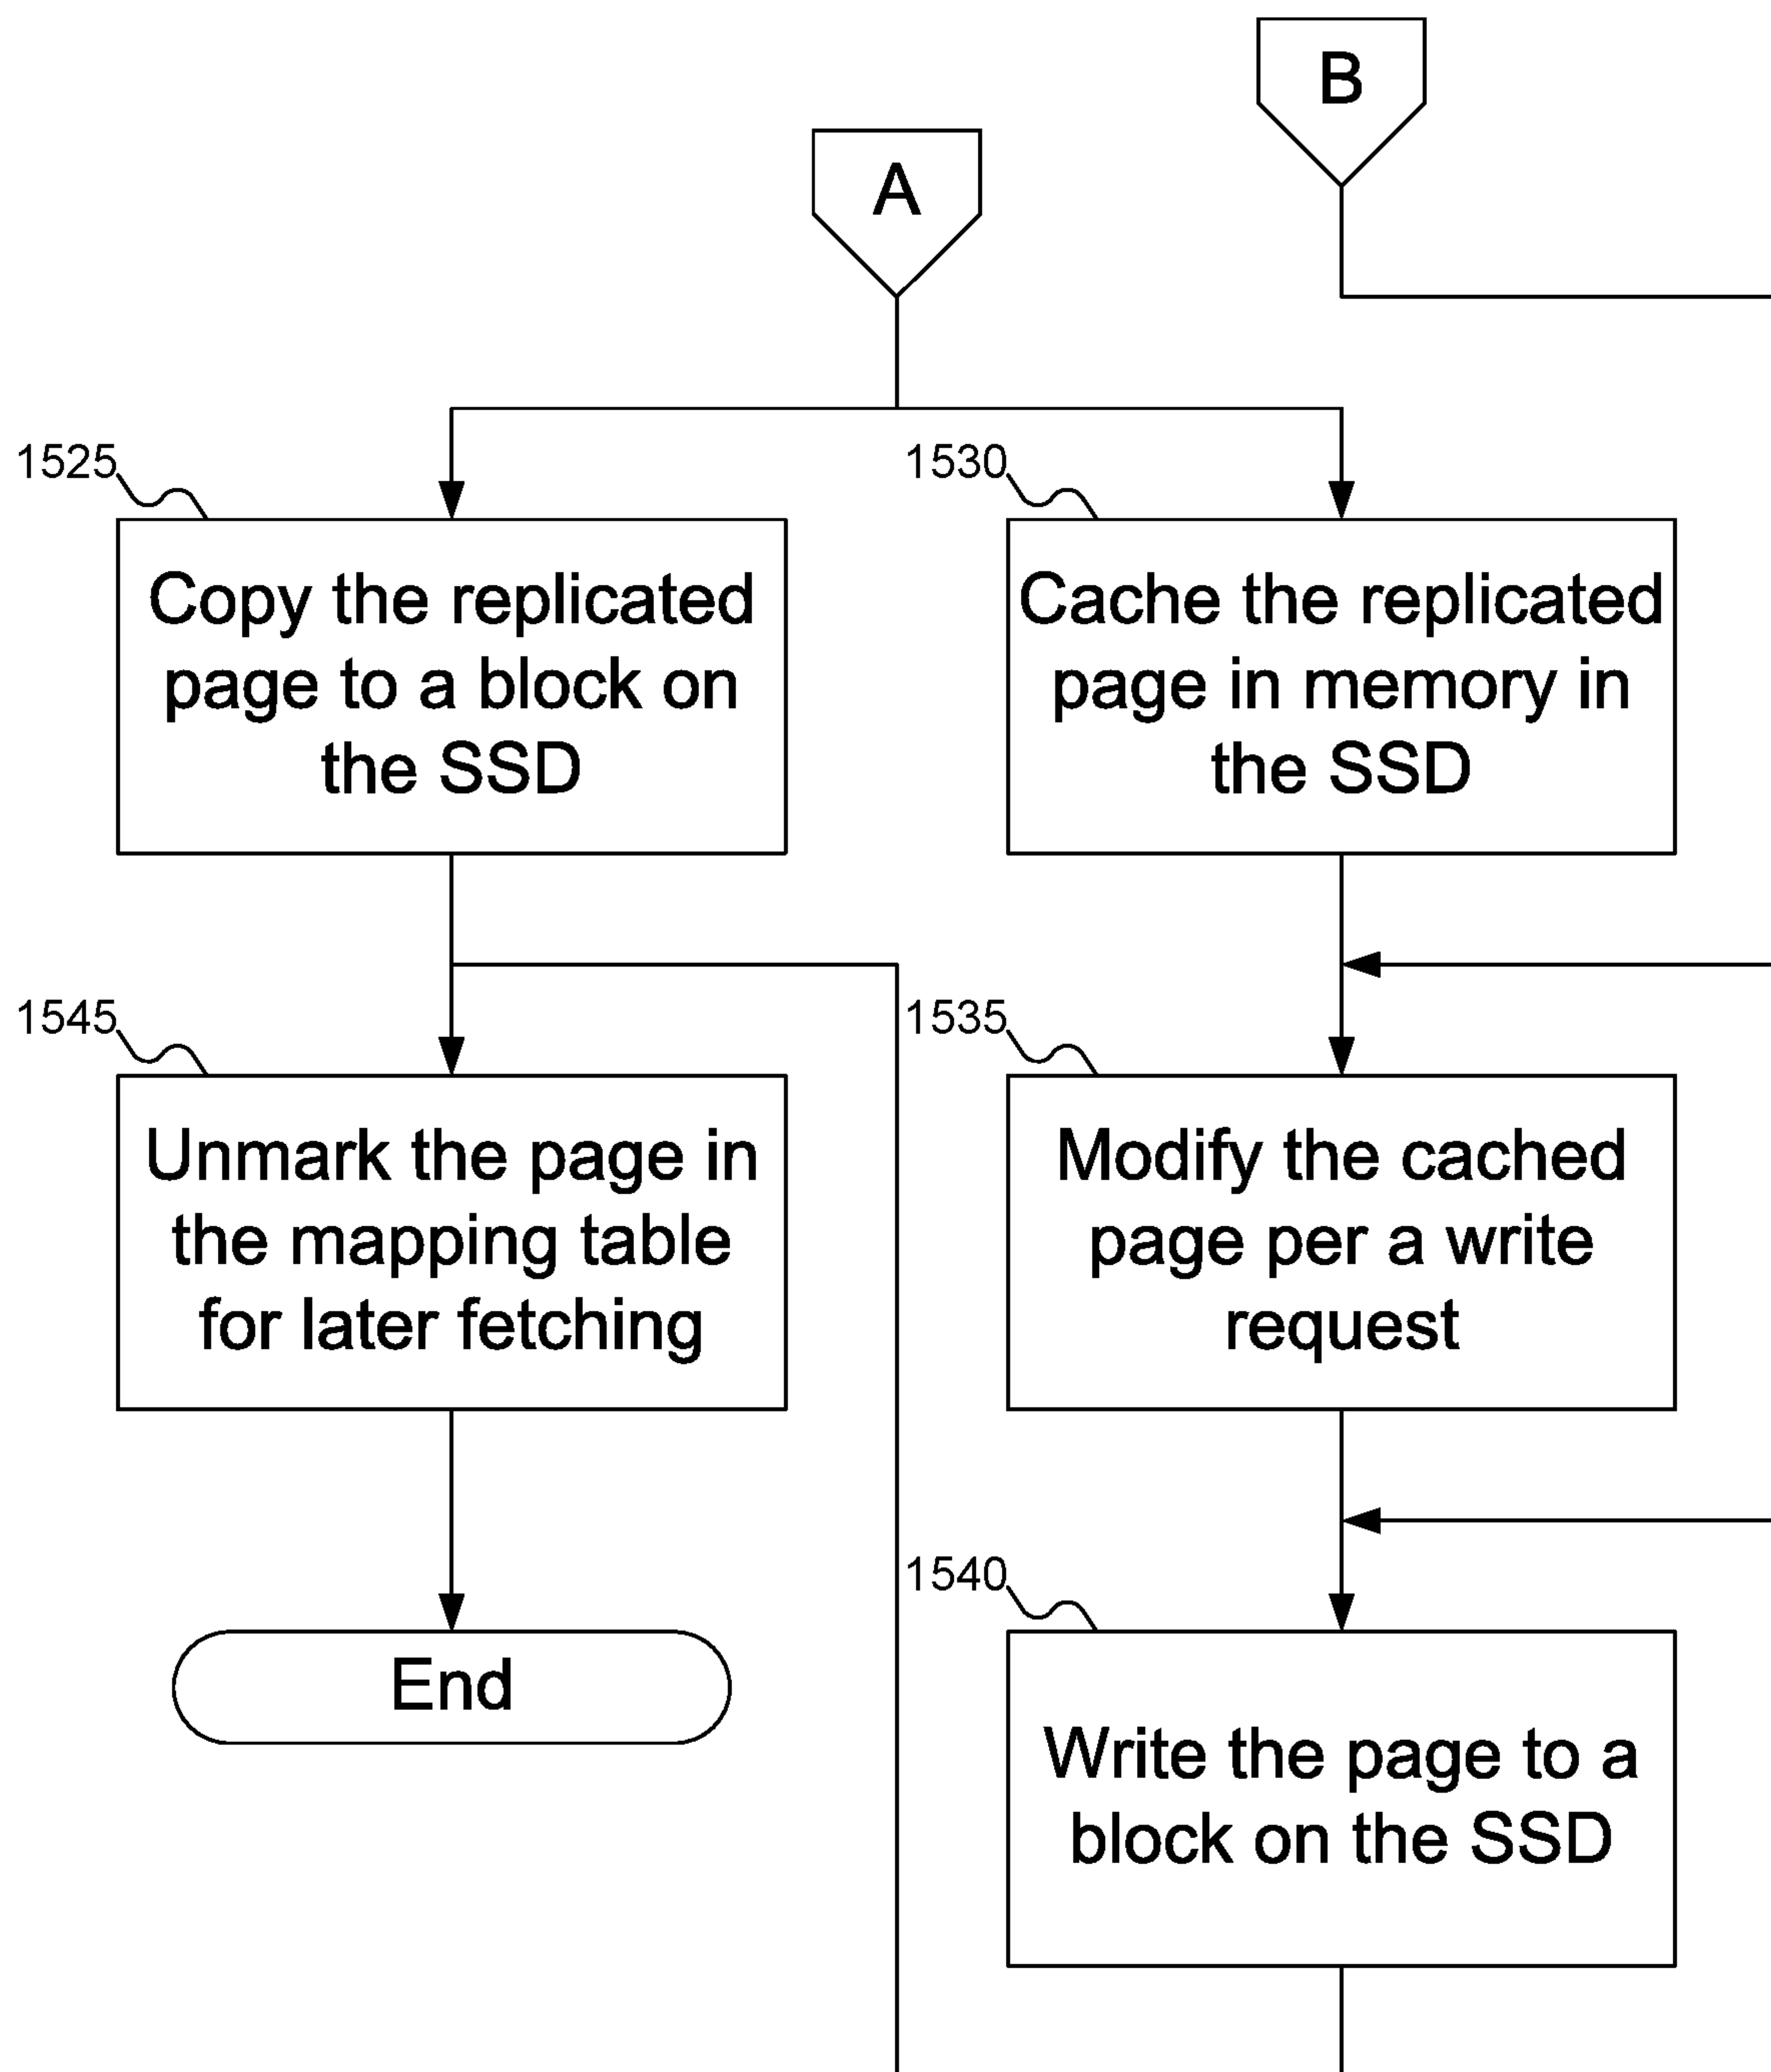 B
A
1525
Copy the replicated
page to a block on
the SSD
1530
Cache the replicated
page in memory in
the SSD
1545
Unmark the page in
the mapping table
for later fetching
1535
Modify the cached
page per a write
request
End
1540
Write the page to a
block on the SSD